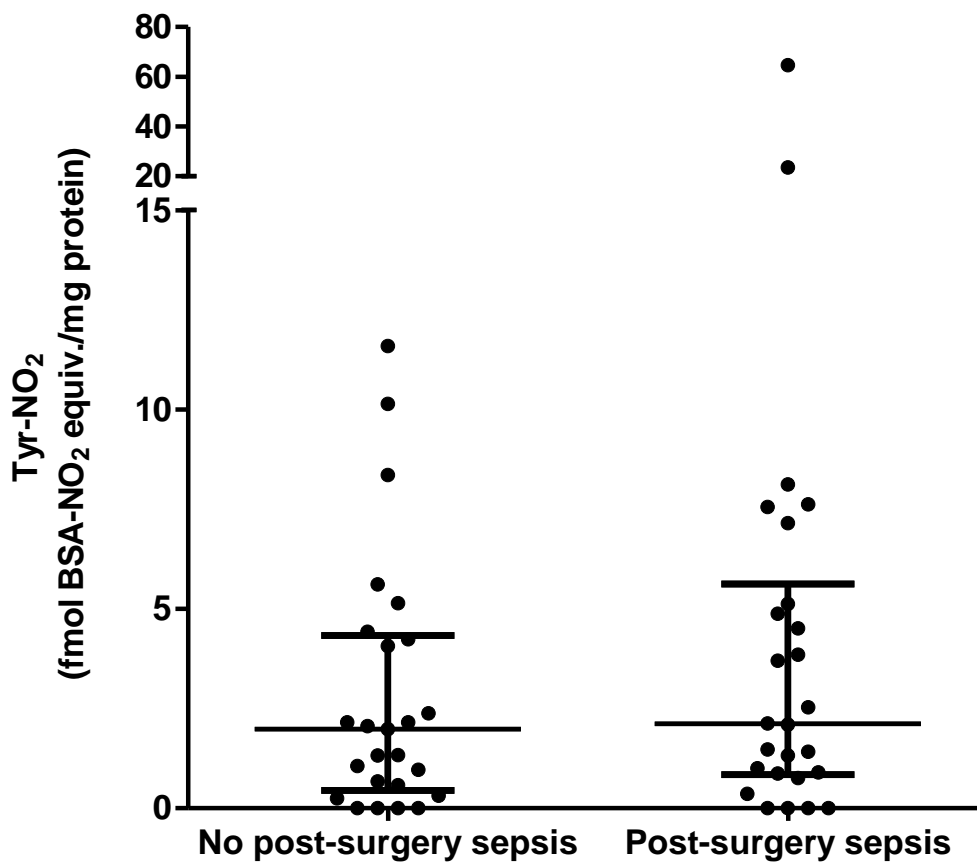 80
60
40
20
15
10
5
0
Tyr-NO₂
(fmol BSA-NO₂ equiv./mg protein)
No post-surgery sepsis
Post-surgery sepsis